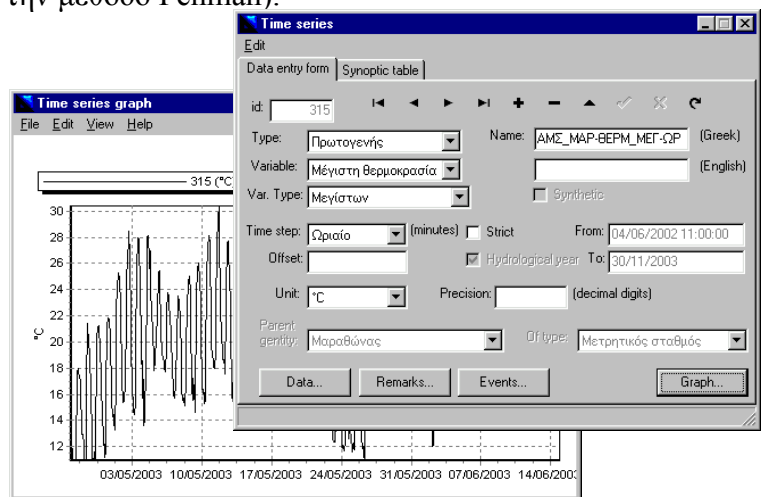 την μέθοδο Penman).
Time series
Edit
Data entry form Synoptic table
id: 315
Type: Πρωτογενής Name: ΑΜΣ_ΜΑΡ-ΘΕΡΜ_ΜΕΓ-ΩΡ (Greek)
Variable: Μέγιστη θερμοκρασία (English)
Var. Type: Μεγίστων Synthetic
Time step: Ωριαίο (minutes) Strict From: 04/06/2002 11:00:00
Offset: Hydrological year To: 30/11/2003
Unit: °C Precision: (decimal digits)
Parent
gentity: Μαραθώνας Of type: Μετρητικός σταθμός
Data... Remarks... Events... Graph...
Time series graph
File Edit View Help
315 (°C
30
28
26
24
22
20
18
16
14
12
°C
03/05/2003 10/05/2003 17/05/2003 24/05/2003 31/05/2003 07/06/2003 14/06/200